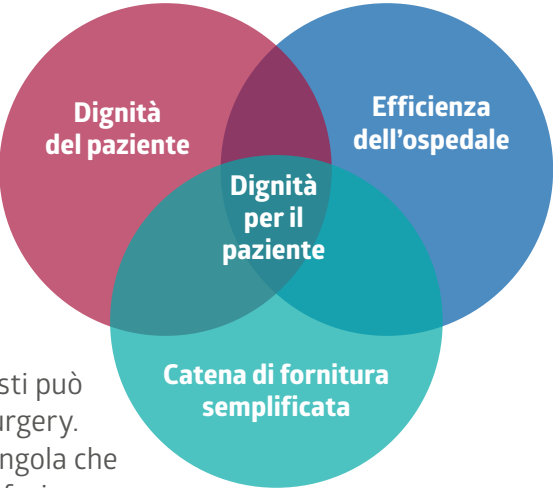 Dignità
del paziente
Efficienza
dell'ospedale
Dignità
per il
paziente
Catena di fornitura
semplificata
sti può
urgery.
ngola che